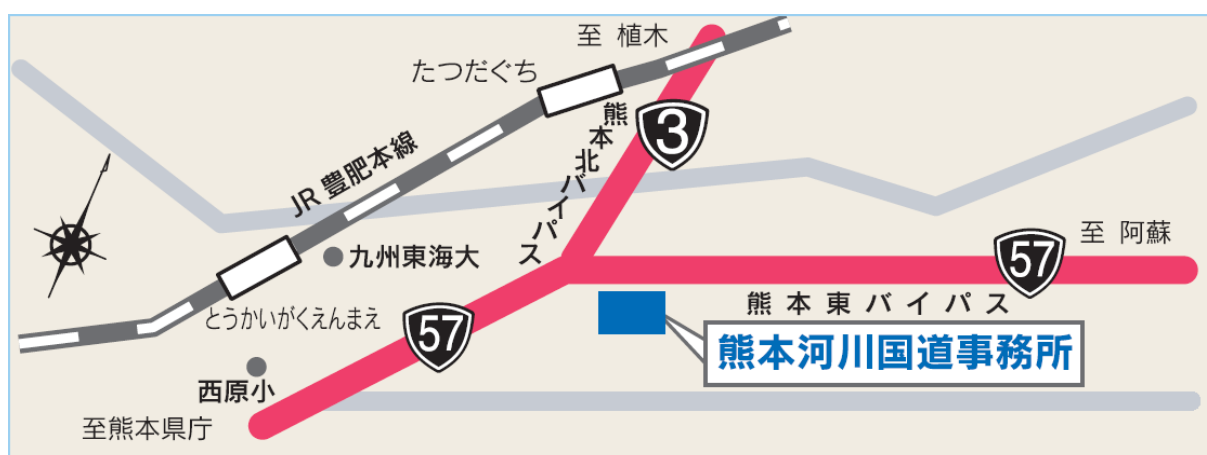 至 植木
たつだぐち
熊本北バイパス
3
JR 豊肥本線
至 阿蘇
九州東海大
57
熊本東バイパス
とうかいがくえんまえ
57
熊本河川国道事務所
西原小
至熊本県庁